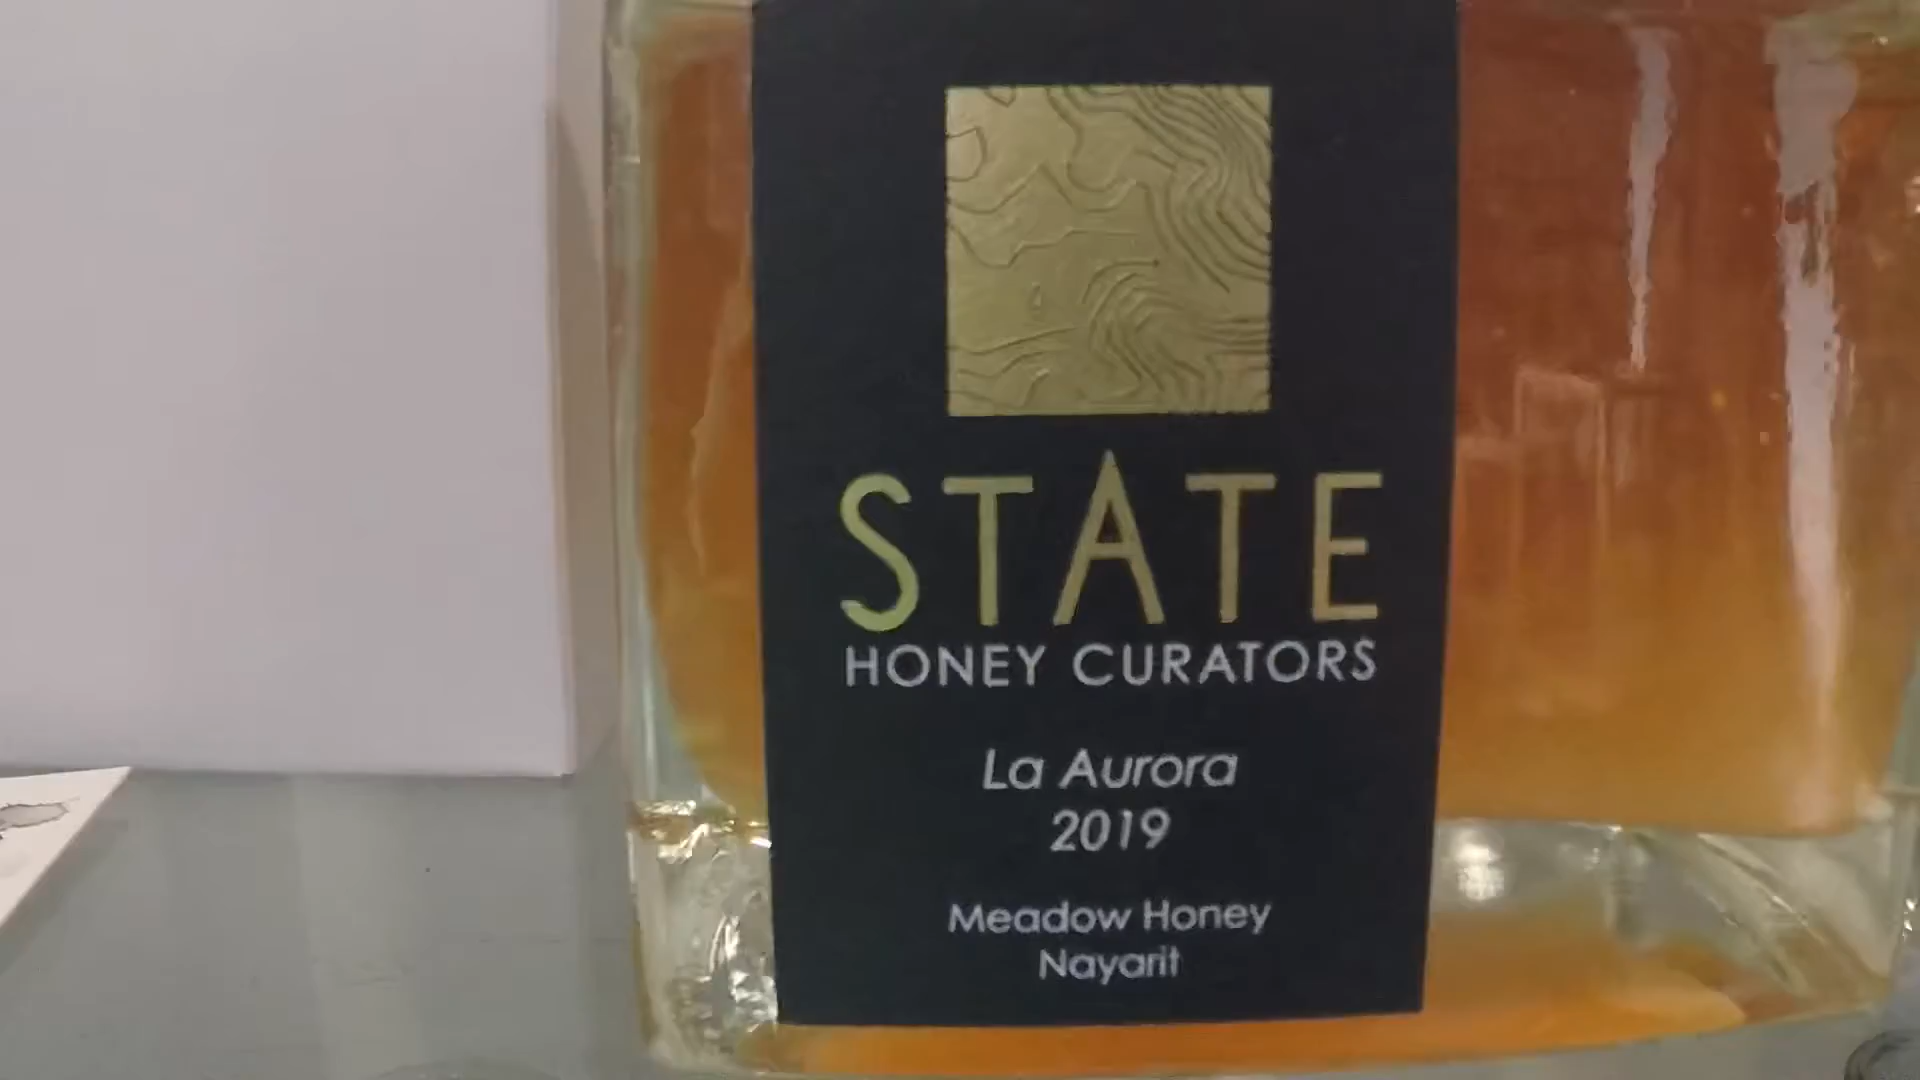 STATE
HONEY CURATORS
La Aurora
2019
Meadow Honey
Nayarit